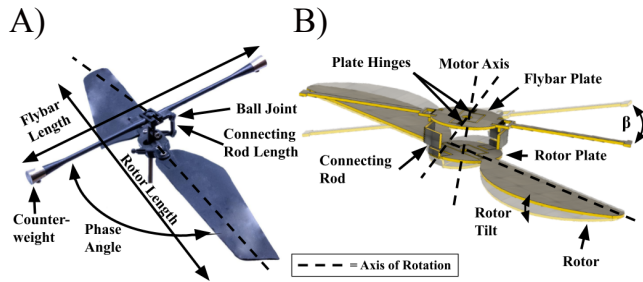 A)
Flybar
Length
Ball Joint
Connecting
Rod Length
Rotor Length
Counter-
weight
Phase
Angle
B)
Plate Hinges
Motor Axis
Flybar Plate
β
Connecting
Rod
Rotor Plate
Rotor
Tilt
Rotor
= Axis of Rotation